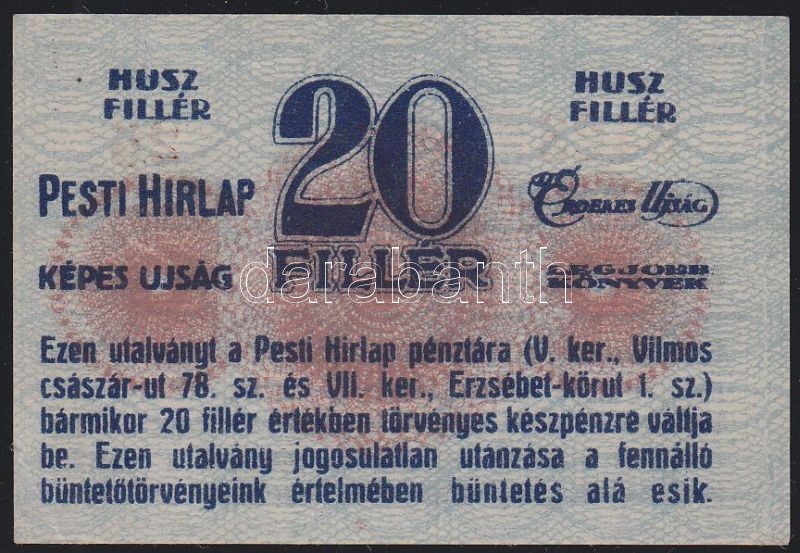 HUSZ
FILLÉR
20
FILLÉR
HUSZ
FILLÉR
PESTI HIRLAP
AZ ÉRDEKES UJSÁG
KÉPES UJSÁG
LEGJOBB
KÖNYVEK
darabanth
Ezen utalványt a Pesti Hirlap pénztára (V. ker., Vilmos
császár-ut 78. sz. és VII. ker., Erzsébet-körut 1. sz.)
bármikor 20 fillér értékben törvényes készpénzre váltja
be. Ezen utalvány jogosulatlan utánzása a fennálló
büntetőtörvényeink értelmében büntetés alá esik.